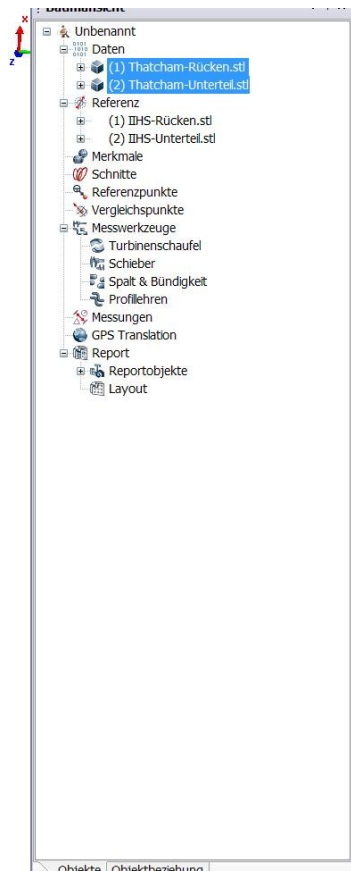 Baumansicht
x
z
Unbenannt
Daten
(1) Thatcham-Rücken.stl
(2) Thatcham-Unterteil.stl
Referenz
(1) IIHS-Rücken.stl
(2) IIHS-Unterteil.stl
Merkmale
Schnitte
Referenzpunkte
Vergleichspunkte
Messwerkzeuge
Turbinenschaufel
Schieber
Spalt & Bündigkeit
Profillehren
Messungen
GPS Translation
Report
Reportobjekte
Layout
Objekte Objektbeziehung